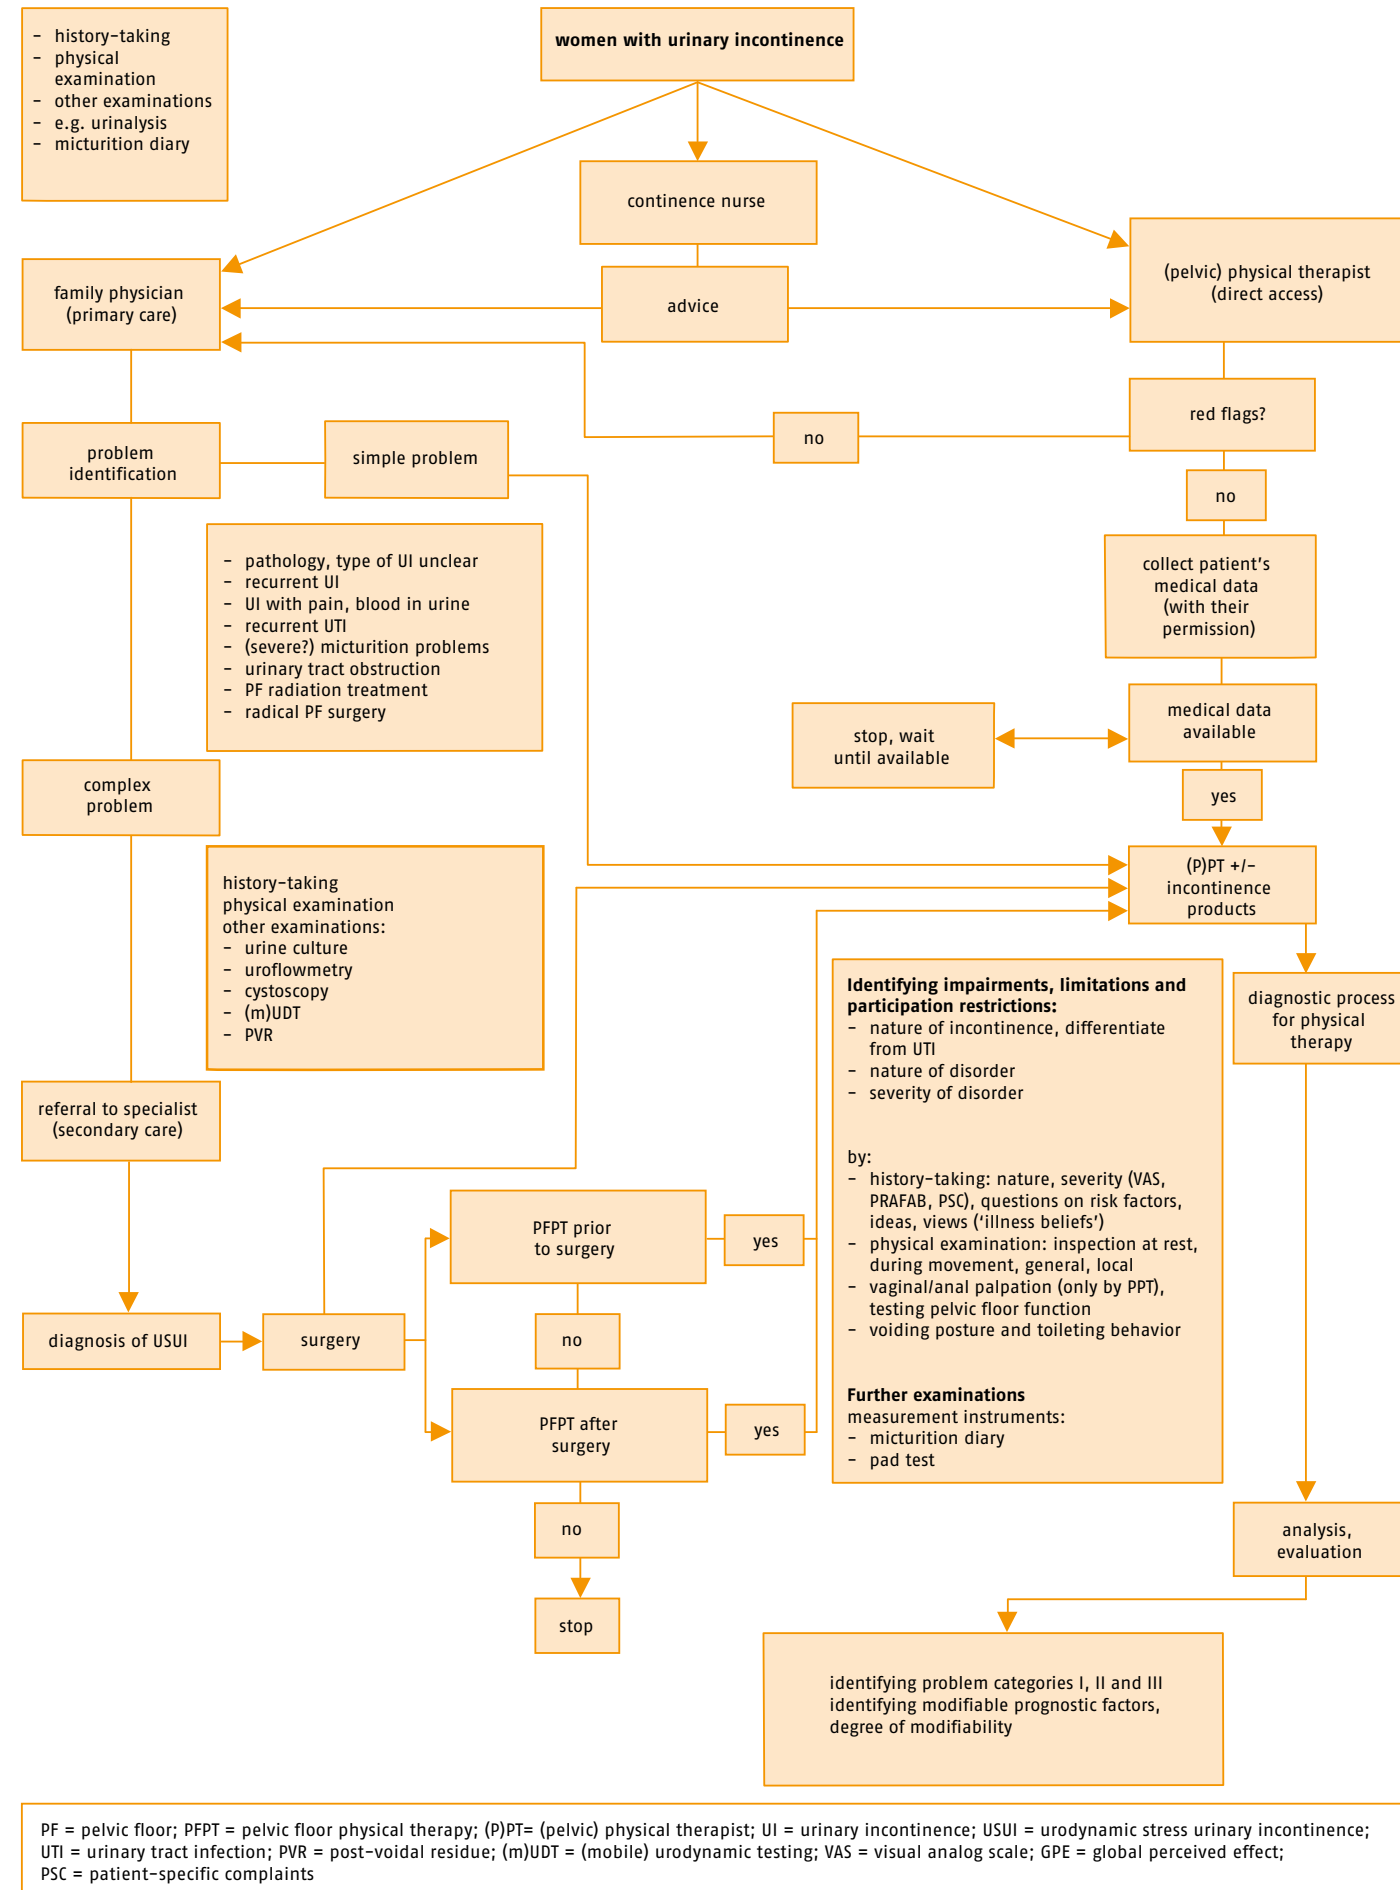 - history-taking
- physical
examination
- other examinations
- e.g. urinalysis
- micturition diary
women with urinary incontinence
continence nurse
advice
family physician
(primary care)
(pelvic) physical therapist
(direct access)
red flags?
no
no
problem
identification
simple problem
collect patient's
medical data
(with their
permission)
- pathology, type of UI unclear
- recurrent UI
- UI with pain, blood in urine
- recurrent UTI
- (severe?) micturition problems
- urinary tract obstruction
- PF radiation treatment
- radical PF surgery
medical data
available
stop, wait
until available
yes
complex
problem
(P)PT +/-
incontinence
products
history-taking
physical examination
other examinations:
- urine culture
- uroflowmetry
- cystoscopy
- (m)UDT
- PVR
Identifying impairments, limitations and
participation restrictions:
- nature of incontinence, differentiate
from UTI
- nature of disorder
- severity of disorder
by:
- history-taking: nature, severity (VAS,
PRAFAB, PSC), questions on risk factors,
ideas, views (‘illness beliefs’)
- physical examination: inspection at rest,
during movement, general, local
- vaginal/anal palpation (only by PPT),
testing pelvic floor function
- voiding posture and toileting behavior
Further examinations
measurement instruments:
- micturition diary
- pad test
diagnostic process
for physical
therapy
referral to specialist
(secondary care)
PFPT prior
to surgery
yes
diagnosis of USUI
surgery
no
PFPT after
surgery
yes
no
stop
analysis,
evaluation
identifying problem categories I, II and III
identifying modifiable prognostic factors,
degree of modifiability
PF = pelvic floor; PFPT = pelvic floor physical therapy; (P)PT= (pelvic) physical therapist; UI = urinary incontinence; USUI = urodynamic stress urinary incontinence;
UTI = urinary tract infection; PVR = post-voidal residue; (m)UDT = (mobile) urodynamic testing; VAS = visual analog scale; GPE = global perceived effect;
PSC = patient-specific complaints